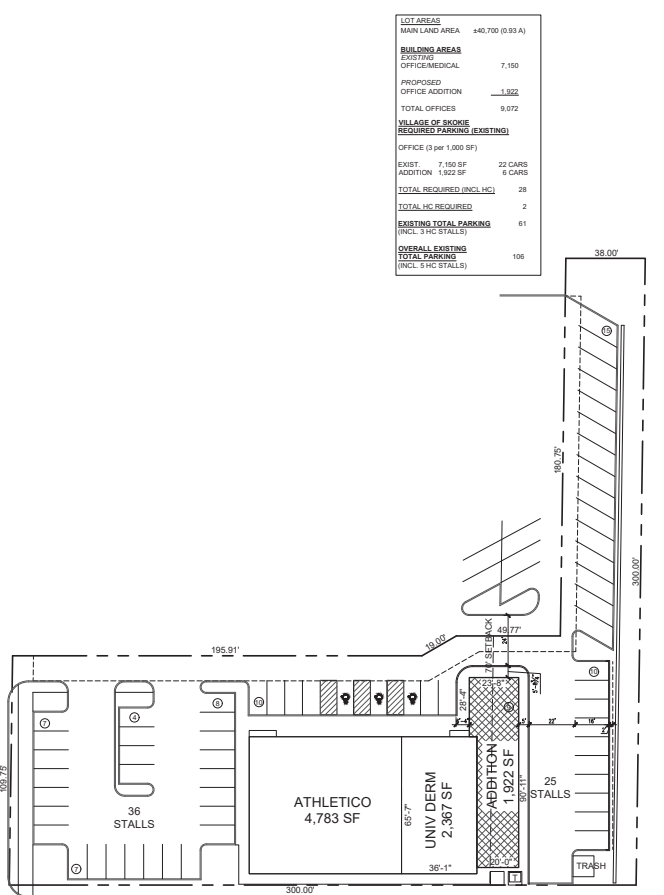 LOT AREAS
MAIN LAND AREA ±40,700 (0.93 A)
BUILDING AREAS
EXISTING
OFFICE/MEDICAL 7,150
PROPOSED
OFFICE ADDITION 1,922
TOTAL OFFICES 9,072
VILLAGE OF SKOKIE
REQUIRED PARKING (EXISTING)
OFFICE (3 per 1,000 SF)
EXIST. 7,150 SF 22 CARS
ADDITION 1,922 SF 6 CARS
TOTAL REQUIRED (INCL HC) 28
TOTAL HC REQUIRED 2
EXISTING TOTAL PARKING 61
(INCL. 3 HC STALLS)
OVERALL EXISTING
TOTAL PARKING 106
(INCL. 5 HC STALLS)
38.00'
15
180.75'
300.00'
49.77'
70' SETBACK
19.00'
195.91'
10
23'-8"
28'-4"
7
4
8
10
22'
16'
109.75'
ATHLETICO
4,783 SF
65'-7"
UNIV DERM
2,367 SF
ADDITION
1,922 SF
90'-11"
25
STALLS
36
STALLS
36'-1"
20'-0"
TRASH
T
7
300.00'